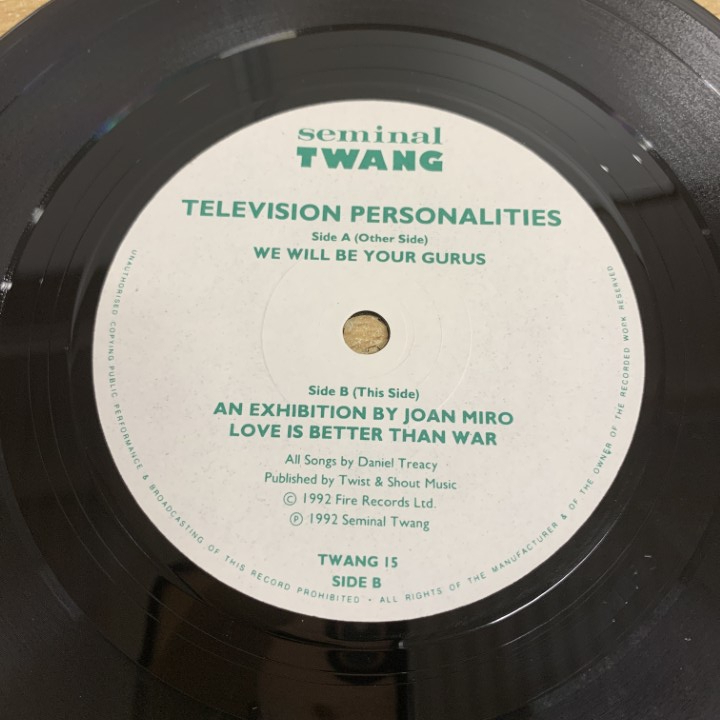 seminal
TWANG
TELEVISION PERSONALITIES
Side A (Other Side)
WE WILL BE YOUR GURUS
Side B (This Side)
AN EXHIBITION BY JOAN MIRO
LOVE IS BETTER THAN WAR
All Songs by Daniel Treacy
Published by Twist & Shout Music
© 1992 Fire Records Ltd.
℗ 1992 Seminal Twang
TWANG 15
SIDE B
UNAUTHORISED COPYING PUBLIC PERFORMANCE & BROADCASTING OF THIS RECORD PROHIBITED - ALL RIGHTS OF THE MANUFACTURER & OF THE OWNER OF THE RECORDED WORK RESERVED